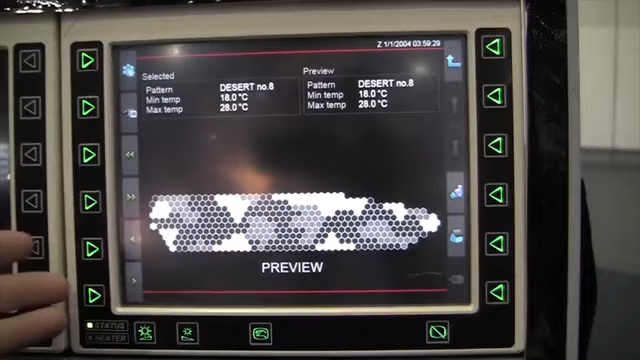 Z 1/1/2004 03:59:29
Selected
Pattern DESERT no.8
Min temp 18.0 °C
Max temp 28.0 °C
Preview
Pattern DESERT no.8
Min temp 18.0 °C
Max temp 28.0 °C
PREVIEW
STATUS
HEATER